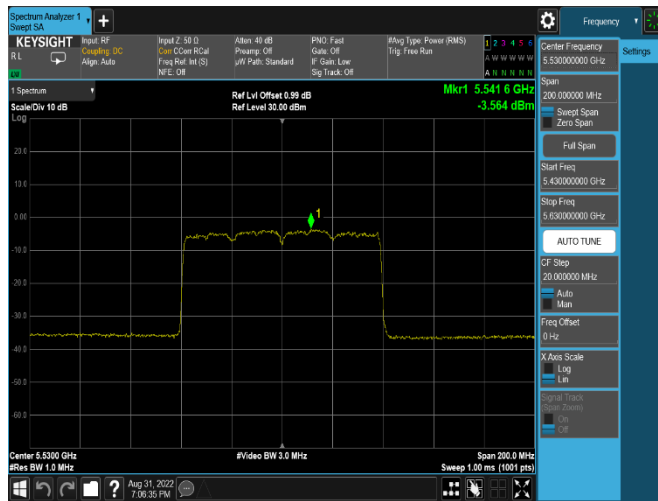 Spectrum Analyzer 1
Swept SA
+
Frequency
KEYSIGHT
R L
Input: RF
Coupling: DC
Align: Auto
Input Z: 50 Ω
Corr CCorr RCal
Freq Ref: Int (S)
NFE: Off
Atten: 40 dB
Preamp: Off
µW Path: Standard
PNO: Fast
Gate: Off
IF Gain: Low
Sig Track: Off
#Avg Type: Power (RMS)
Trig: Free Run
1 2 3 4 5 6
A W W W W W
A N N N N N
1 Spectrum
Scale/Div 10 dB
Log
Ref Lvl Offset 0.99 dB
Ref Level 30.00 dBm
Mkr1 5.541 6 GHz
-3.564 dBm
20.0
10.0
0.00
-10.0
-20.0
-30.0
-40.0
-50.0
-60.0
1
Center 5.5300 GHz
#Res BW 1.0 MHz
#Video BW 3.0 MHz
Span 200.0 MHz
Sweep 1.00 ms (1001 pts)
Aug 31, 2022
7:06:35 PM
?
Center Frequency
5.530000000 GHz
Settings
Span
200.000000 MHz
Swept Span
Zero Span
Full Span
Start Freq
5.430000000 GHz
Stop Freq
5.630000000 GHz
AUTO TUNE
CF Step
20.000000 MHz
Auto
Man
Freq Offset
0 Hz
X Axis Scale
Log
Lin
Signal Track
(Span Zoom)
On
Off